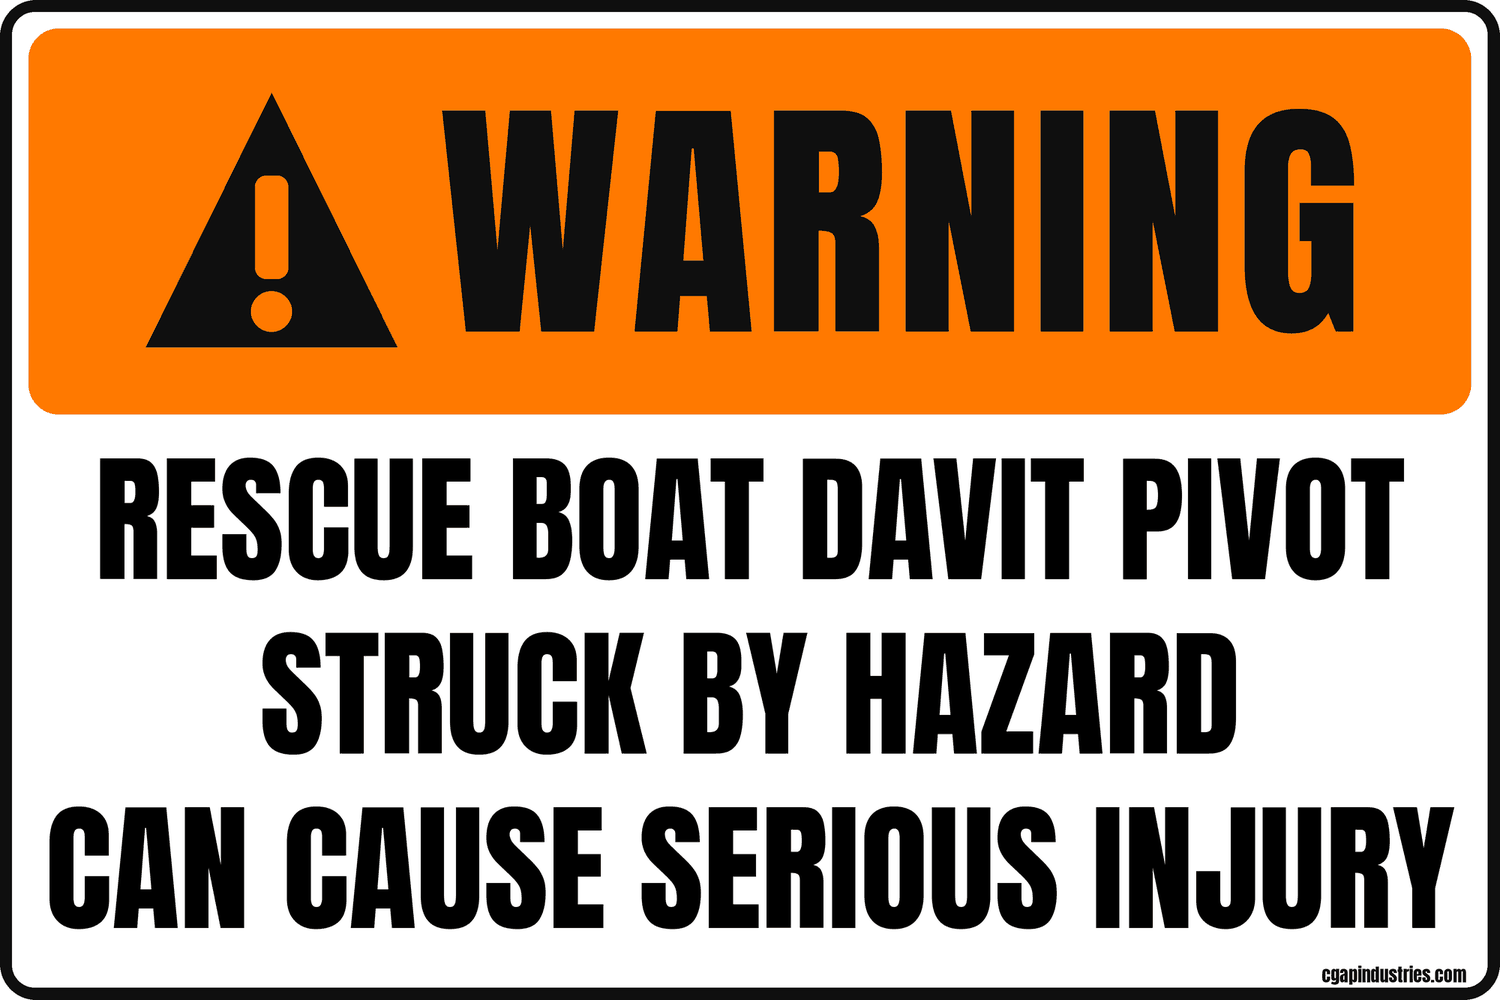 WARNING
RESCUE BOAT DAVIT PIVOT
STRUCK BY HAZARD
CAN CAUSE SERIOUS INJURY
cgapindustries.com